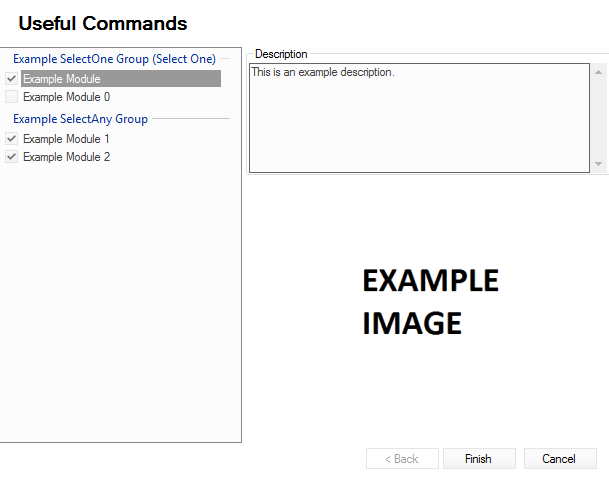 Useful Commands
Example SelectOne Group (Select One)
Example Module
Example Module 0
Example SelectAny Group
Example Module 1
Example Module 2
Description
This is an example description.
EXAMPLE
IMAGE
< Back
Finish
Cancel